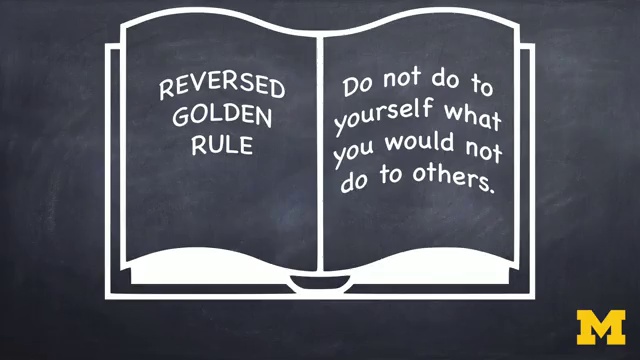 REVERSED
GOLDEN
RULE
Do not do to
yourself what
you would not
do to others.
M